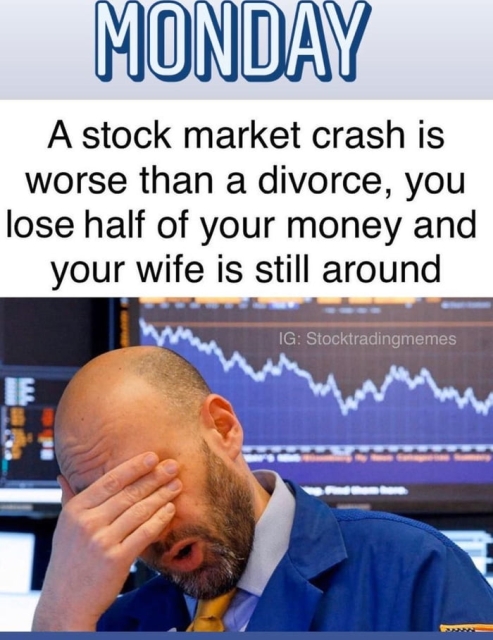 MONDAY
A stock market crash is
worse than a divorce, you
lose half of your money and
your wife is still around
IG: Stocktradingmemes